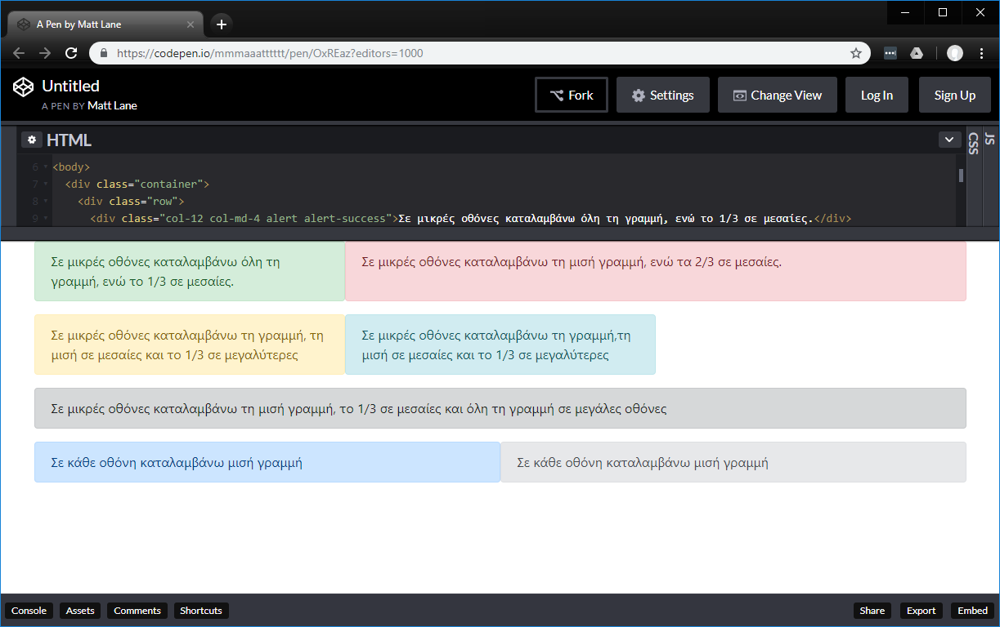 A Pen by Matt Lane
https://codepen.io/mmmaaatttttt/pen/OxREaz?editors=1000
Untitled
A PEN BY Matt Lane
Fork
Settings
Change View
Log In
Sign Up
HTML
CSS
JS
6 <body>
7 <div class="container">
8 <div class="row">
9 <div class="col-12 col-md-4 alert alert-success">Σε μικρές οθόνες καταλαμβάνω όλη τη γραμμή, ενώ το 1/3 σε μεσαίες.</div>
Σε μικρές οθόνες καταλαμβάνω όλη τη
γραμμή, ενώ το 1/3 σε μεσαίες.
Σε μικρές οθόνες καταλαμβάνω τη μισή γραμμή, ενώ τα 2/3 σε μεσαίες.
Σε μικρές οθόνες καταλαμβάνω τη γραμμή, τη
μισή σε μεσαίες και το 1/3 σε μεγαλύτερες
Σε μικρές οθόνες καταλαμβάνω τη γραμμή,τη
μισή σε μεσαίες και το 1/3 σε μεγαλύτερες
Σε μικρές οθόνες καταλαμβάνω τη μισή γραμμή, το 1/3 σε μεσαίες και όλη τη γραμμή σε μεγάλες οθόνες
Σε κάθε οθόνη καταλαμβάνω μισή γραμμή
Σε κάθε οθόνη καταλαμβάνω μισή γραμμή
Console
Assets
Comments
Shortcuts
Share
Export
Embed